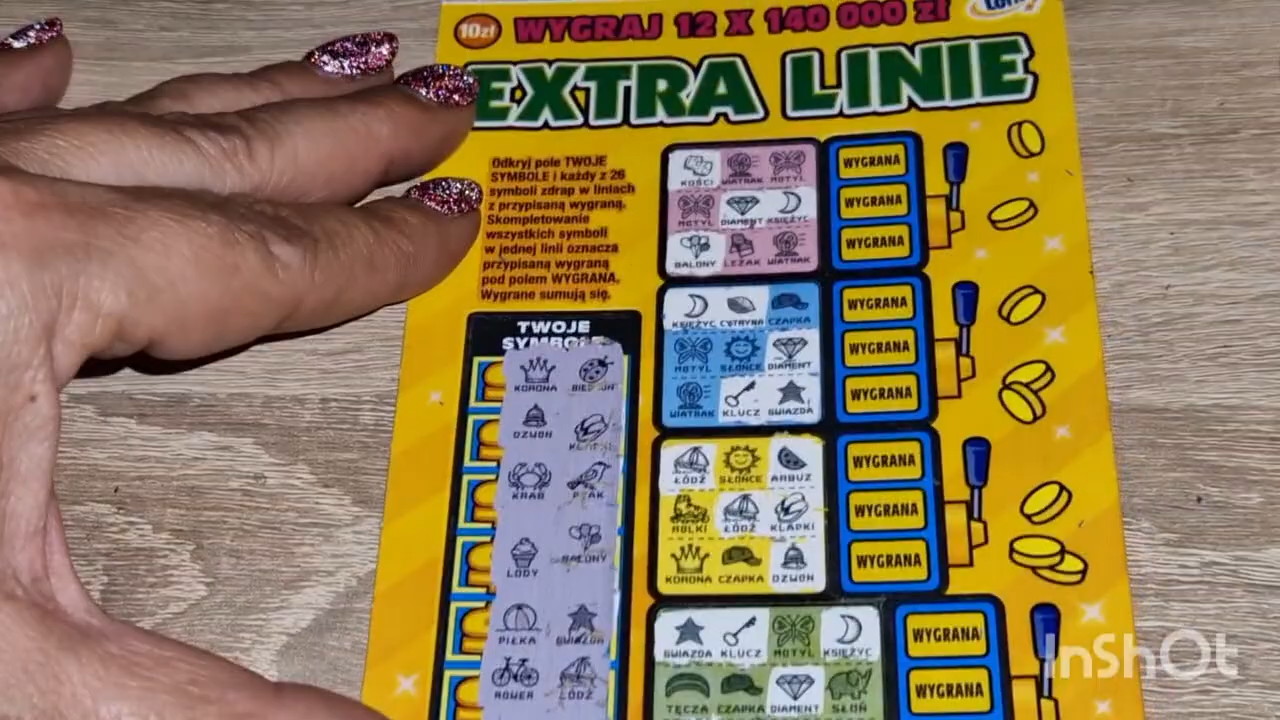 10zł WYGRAJ 12 X 140 000 zł
EXTRA LINIE
Odkryj pole TWOJE
SYMBOLE i każdy z 26
symboli zdrap w liniach
z przypisaną wygraną.
Skompletowanie
wszystkich symboli
w jednej linii oznacza
przypisaną wygraną
pod polem WYGRANA.
Wygrane sumują się.
TWOJE
SYMBOLE
KORONA
DZWON
KRAB PTAK
LODY BALONY
PIŁKA GWIAZDA
ROWER ŁÓDŹ
KOŚCI WIATRAK MOTYL
MOTYL DIAMENT KSIĘŻYC
BALONY LEŻAK WIATRAK
WYGRANA
WYGRANA
WYGRANA
KSIĘŻYC CYTRYNA CZAPKA
MOTYL SŁOŃCE DIAMENT
WIATRAK KLUCZ GWIAZDA
WYGRANA
WYGRANA
WYGRANA
ŁÓDŹ SŁOŃCE ARBUZ
ROLKI ŁÓDŹ KLAPKI
KORONA CZAPKA DZWON
WYGRANA
WYGRANA
WYGRANA
GWIAZDA KLUCZ MOTYL KSIĘŻYC
TĘCZA CZAPKA DIAMENT SŁOŃ
WYGRANA
WYGRANA
InShOt